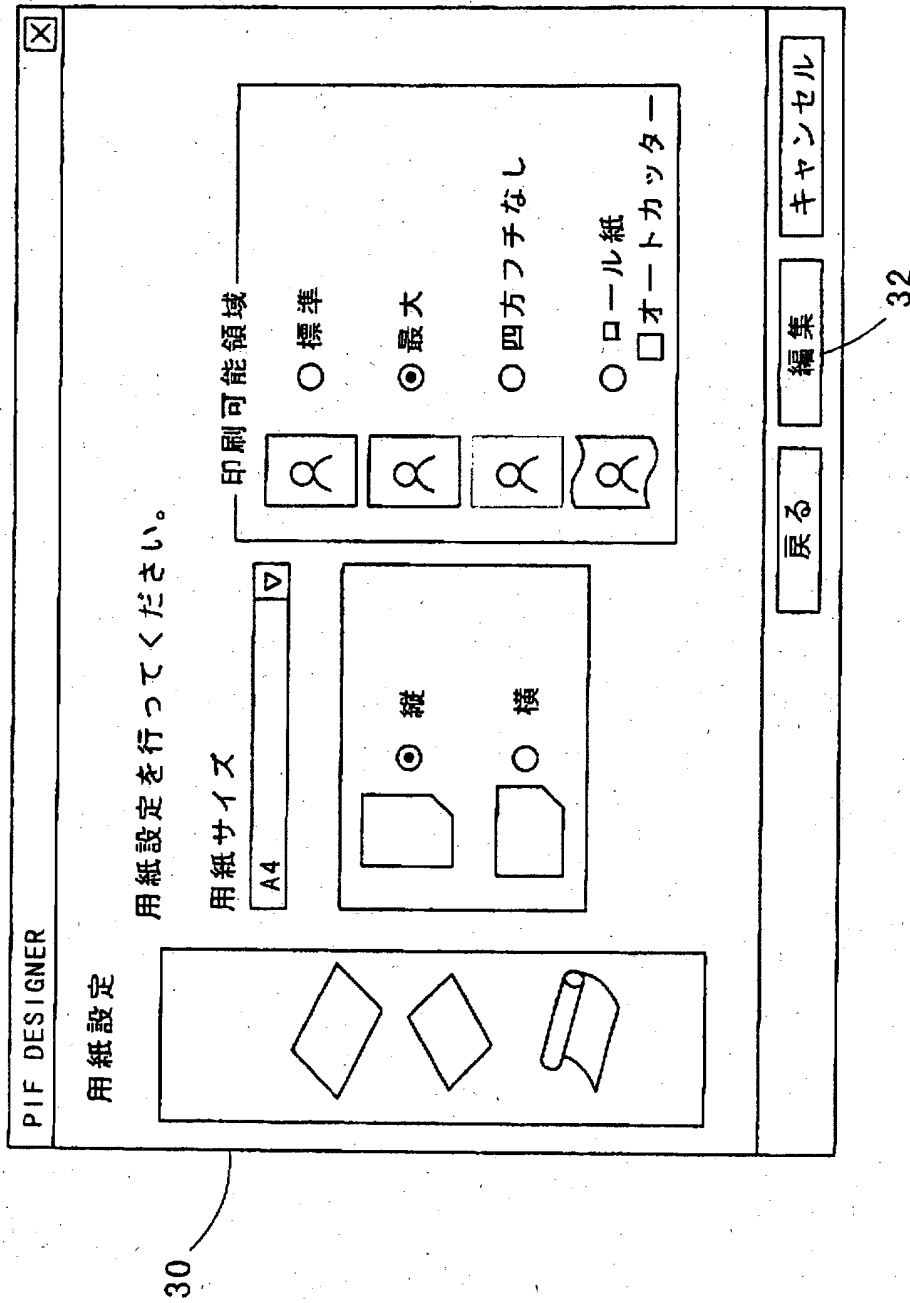 PIF DESIGNER
用紙設定
用紙設定を行ってください。
用紙サイズ
A4
縦
横
印刷可能領域
標準
最大
四方フチなし
ロール紙
オートカッター
戻る
編集
キャンセル
30
32